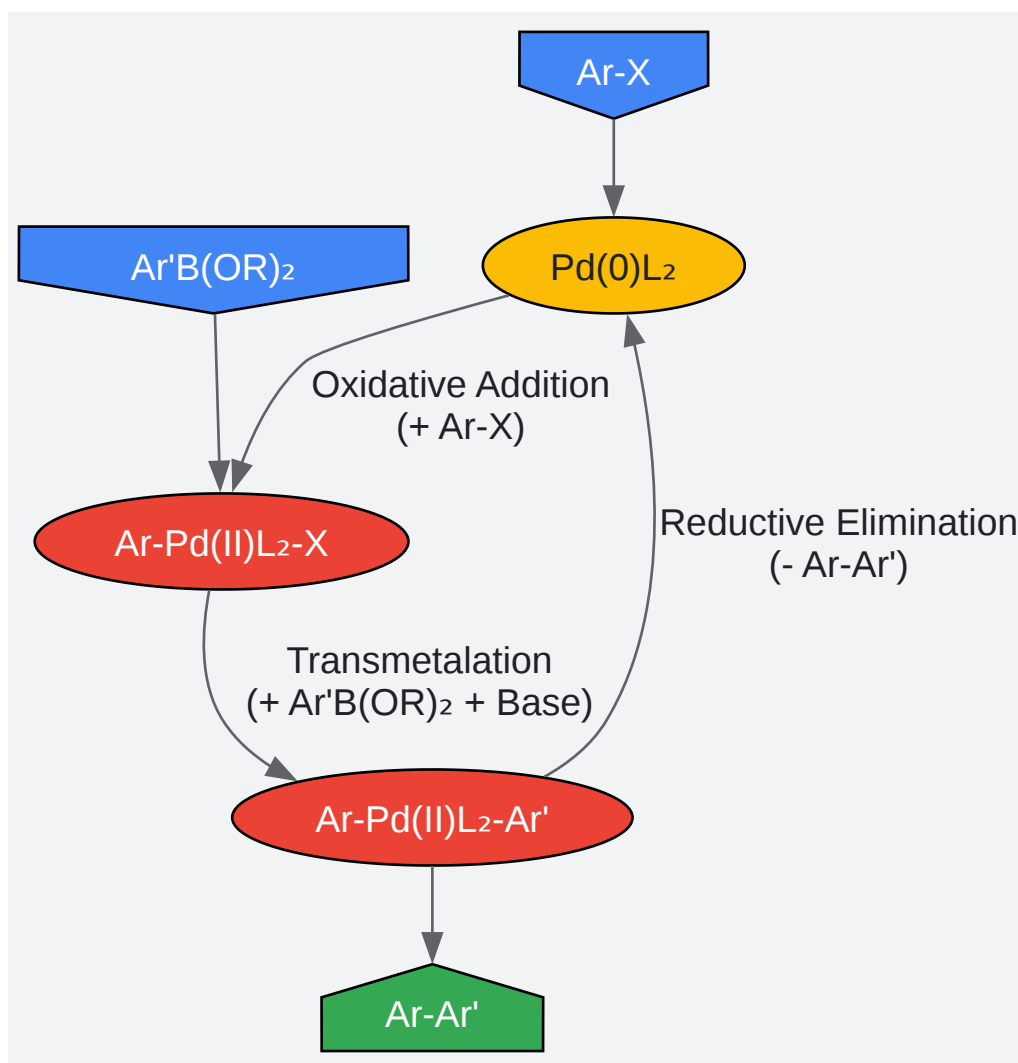 Ar-X
Ar'B(OR)₂
Pd(0)L₂
Oxidative Addition
(+ Ar-X)
Ar-Pd(II)L₂-X
Reductive Elimination
(- Ar-Ar')
Transmetalation
(+ Ar'B(OR)₂ + Base)
Ar-Pd(II)L₂-Ar'
Ar-Ar'